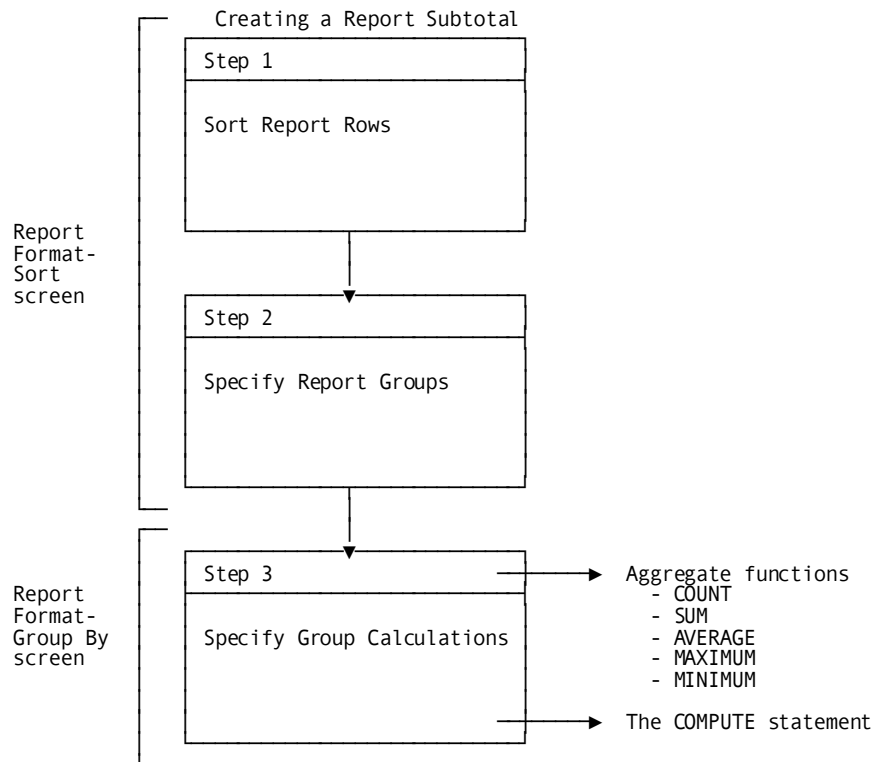 Creating a Report Subtotal
Step 1
Sort Report Rows
Report
Format-
Sort
screen
Step 2
Specify Report Groups
Step 3
Specify Group Calculations
Report
Format-
Group By
screen
Aggregate functions
- COUNT
- SUM
- AVERAGE
- MAXIMUM
- MINIMUM
The COMPUTE statement